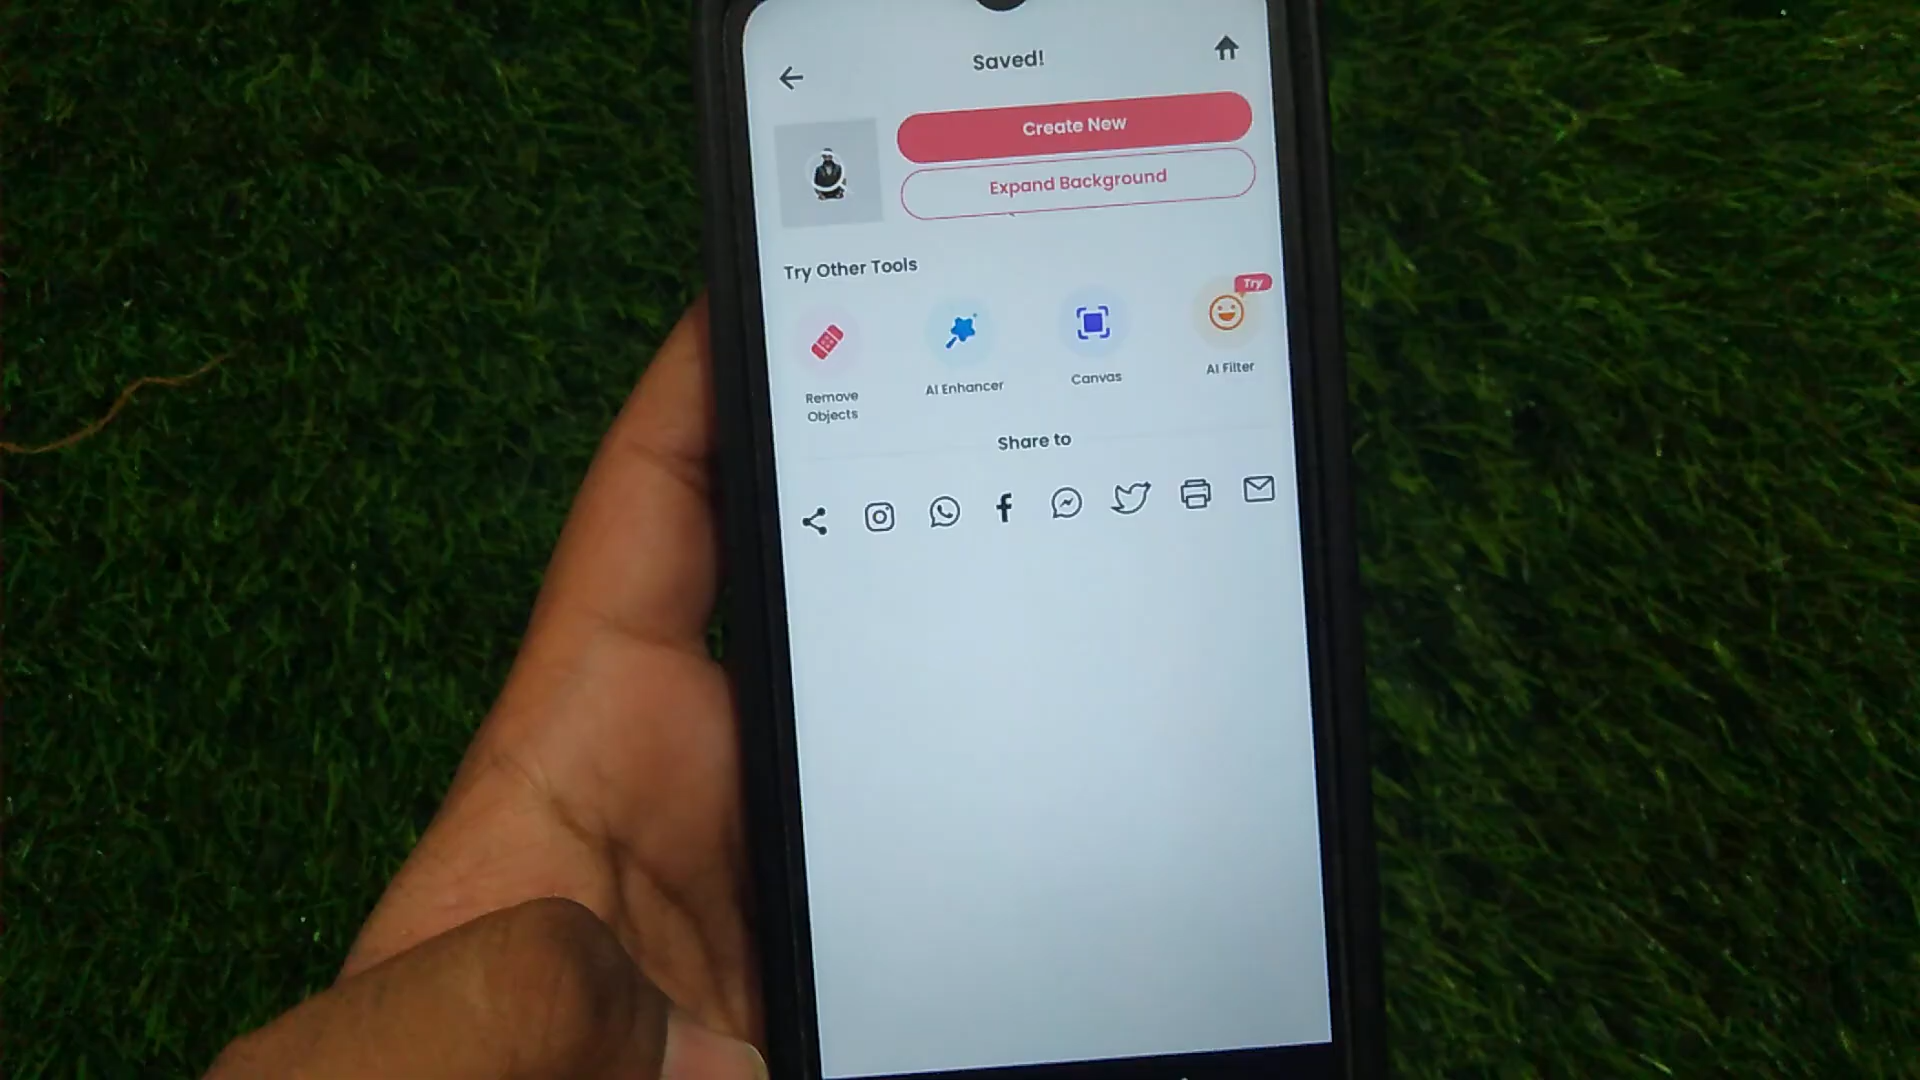 Saved!
Create New
Expand Background
Try Other Tools
Try
Remove
Objects
AI Enhancer
Canvas
AI Filter
Share to